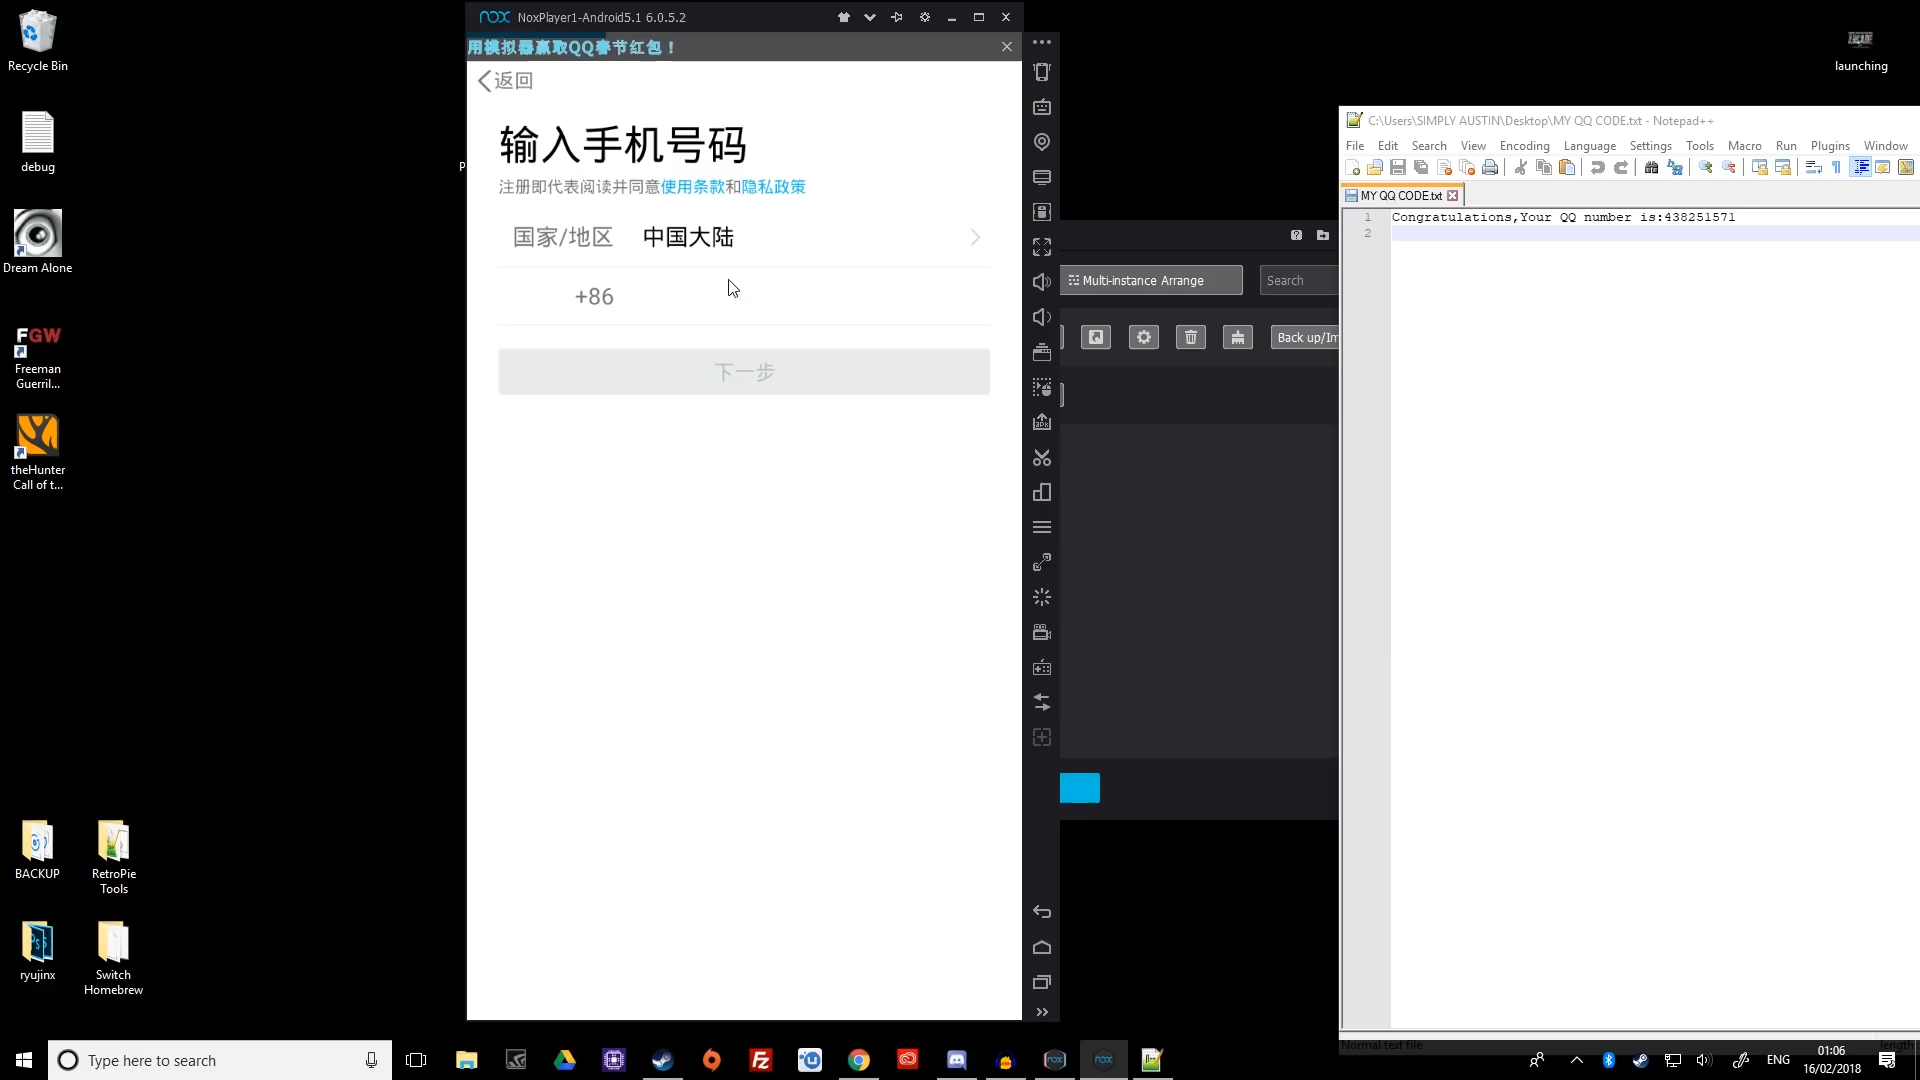 Recycle Bin
debug
Dream Alone
FGW
Freeman
Guerril...
theHunter
Call of t...
BACKUP
RetroPie
Tools
ryujinx
Switch
Homebrew
nox NoxPlayer1-Android5.1 6.0.5.2
用模拟器赢取QQ春节红包！
返回
输入手机号码
注册即代表阅读并同意使用条款和隐私政策
国家/地区 中国大陆
+86
下一步
P
Multi-instance Arrange
Search
Back up/Im
launching
C:\Users\SIMPLY AUSTIN\Desktop\MY QQ CODE.txt - Notepad++
File Edit Search View Encoding Language Settings Tools Macro Run Plugins Window
MY QQ CODE.txt
1 Congratulations,Your QQ number is:438251571
2
Normal text file
length
Type here to search
ENG
01:06
16/02/2018